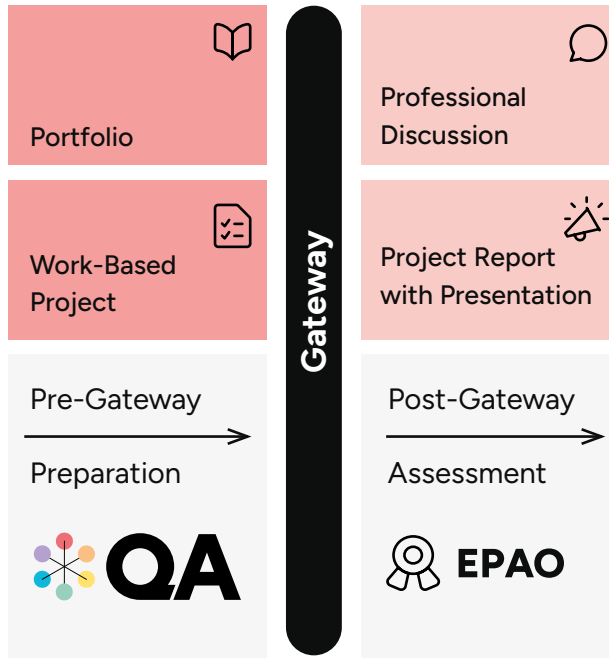 Portfolio
Work-Based
Project
Pre-Gateway
Preparation
QA
Gateway
Professional
Discussion
Project Report
with Presentation
Post-Gateway
Assessment
EPAO